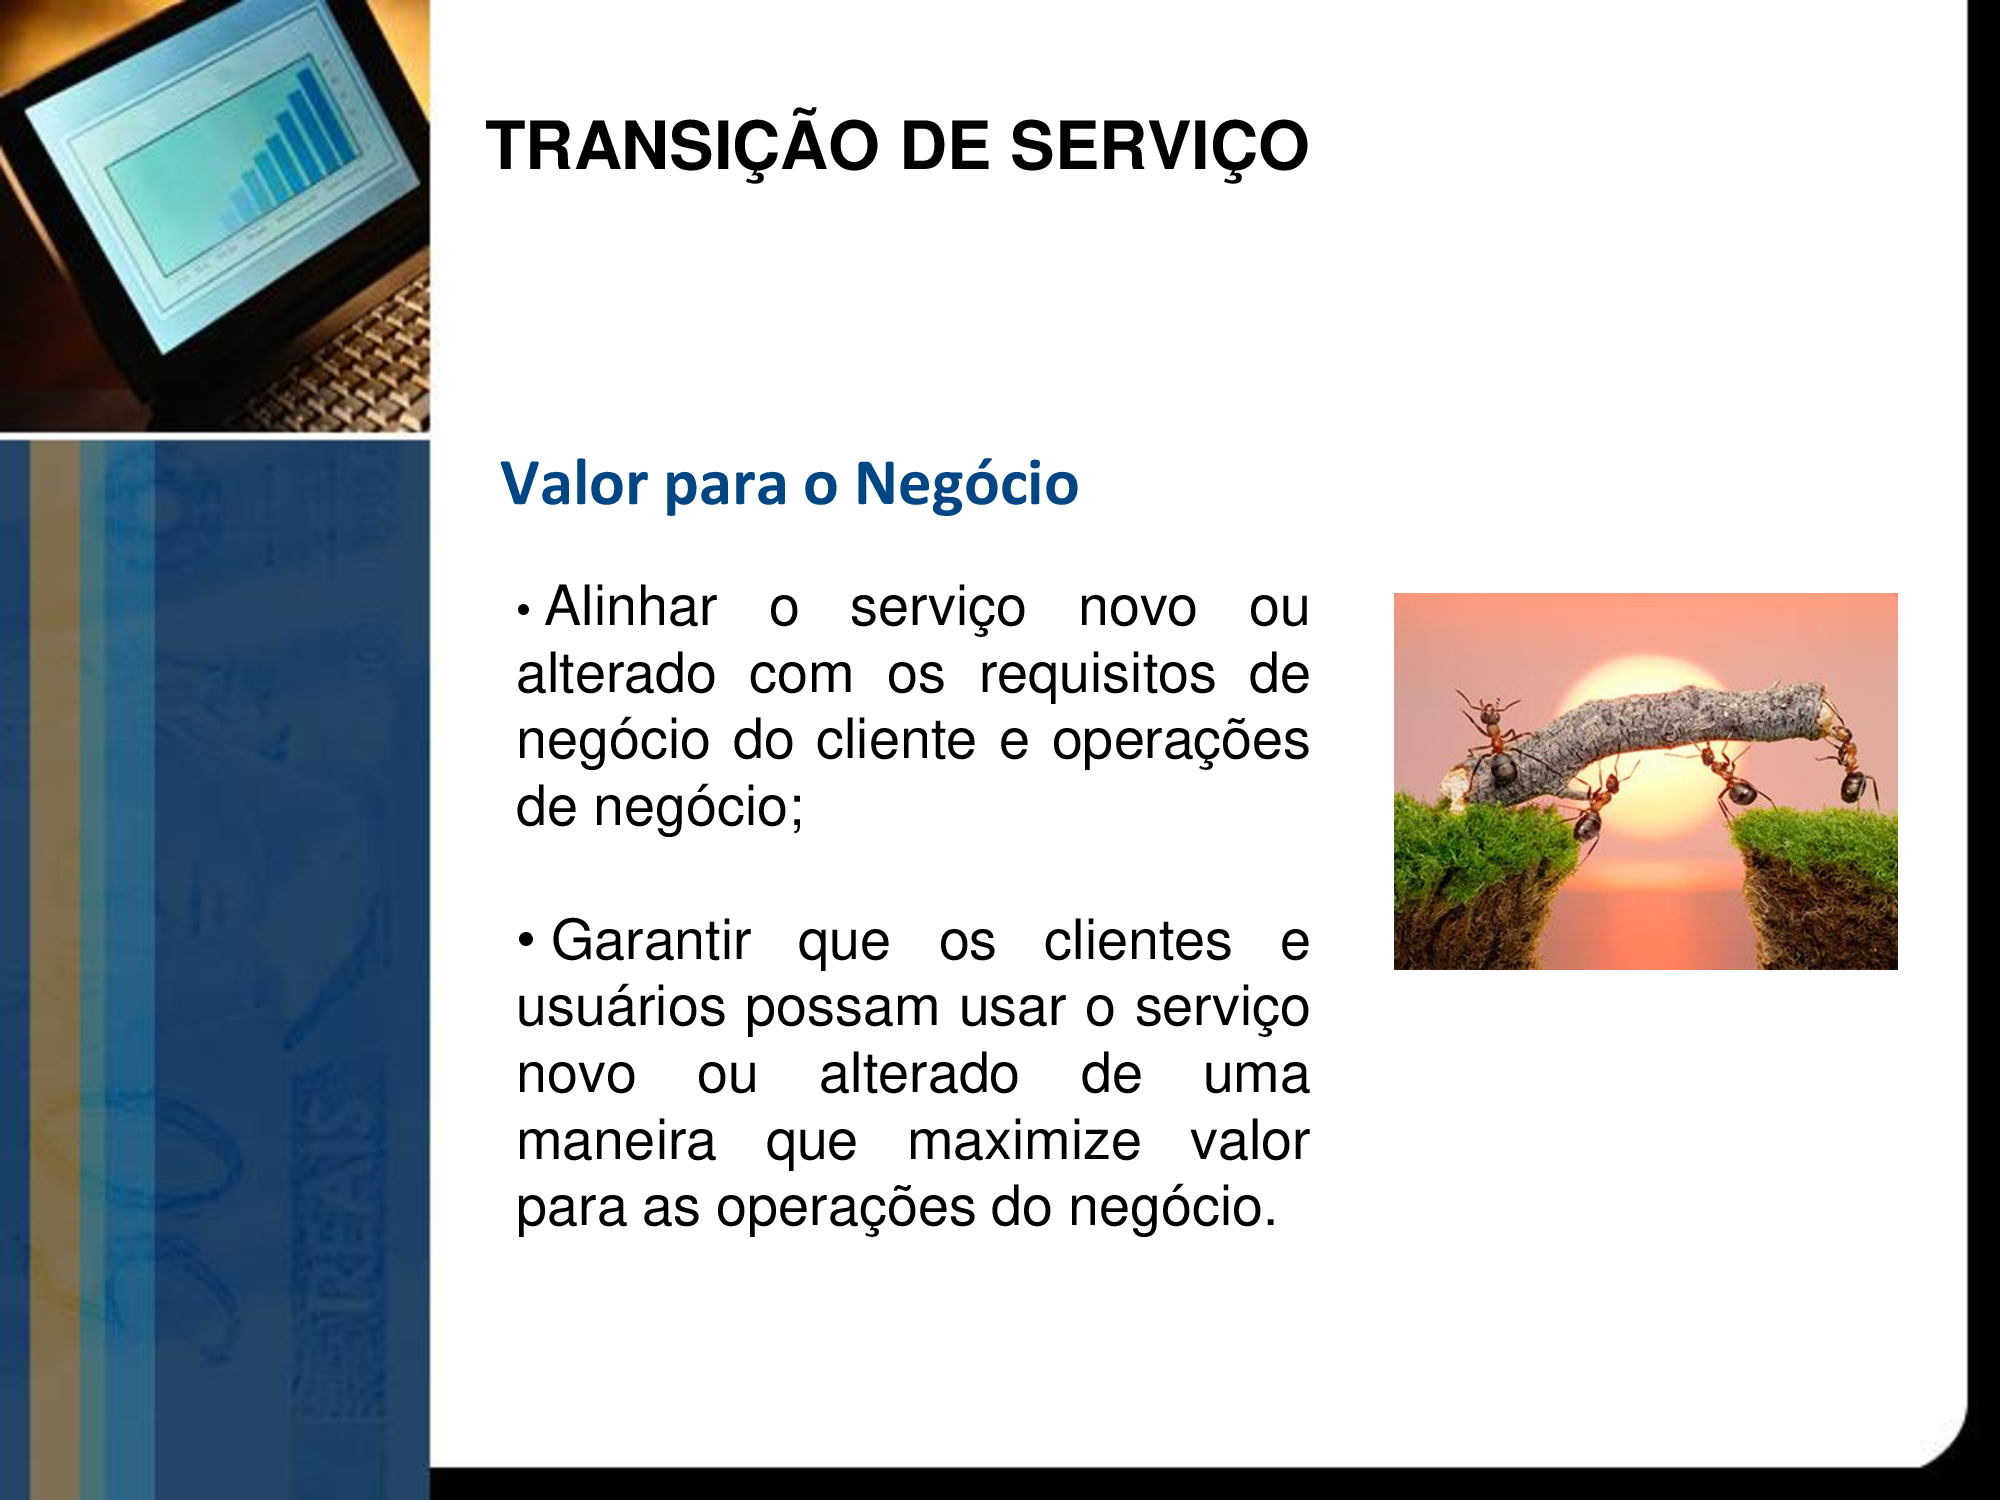 TRANSIÇÃO DE SERVIÇO
Valor para o Negócio
• Alinhar o serviço novo ou
alterado com os requisitos de
negócio do cliente e operações
de negócio;
• Garantir que os clientes e
usuários possam usar o serviço
novo ou alterado de uma
maneira que maximize valor
para as operações do negócio.
REAIS